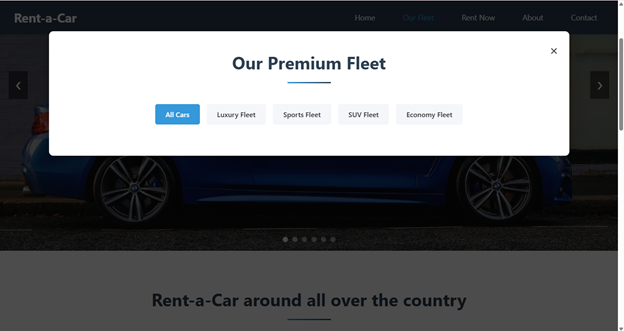 Rent-a-Car Home Our Fleet Rent Now About Contact
Our Premium Fleet
All Cars Luxury Fleet Sports Fleet SUV Fleet Economy Fleet
Rent-a-Car around all over the country